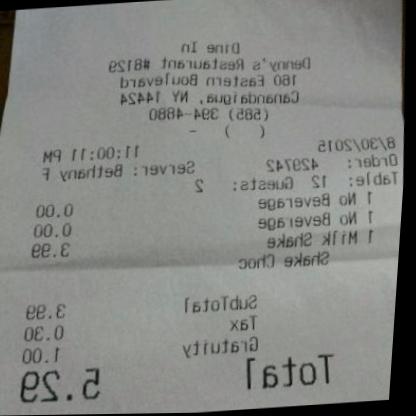 Dine In
Denny's Restaurant #8129
160 Eastern Boulevard
Canandaigua, NY 14424
(585) 394-4880
( ) -
8/30/2015 11:00:11 PM
Order: 429742 Server: Bethany F
Table: 12 Guests: 2
1 No Beverage 0.00
1 No Beverage 0.00
1 Milk Shake 3.99
Shake Choc
SubTotal 3.99
Tax 0.30
Gratuity 1.00
Total 5.29